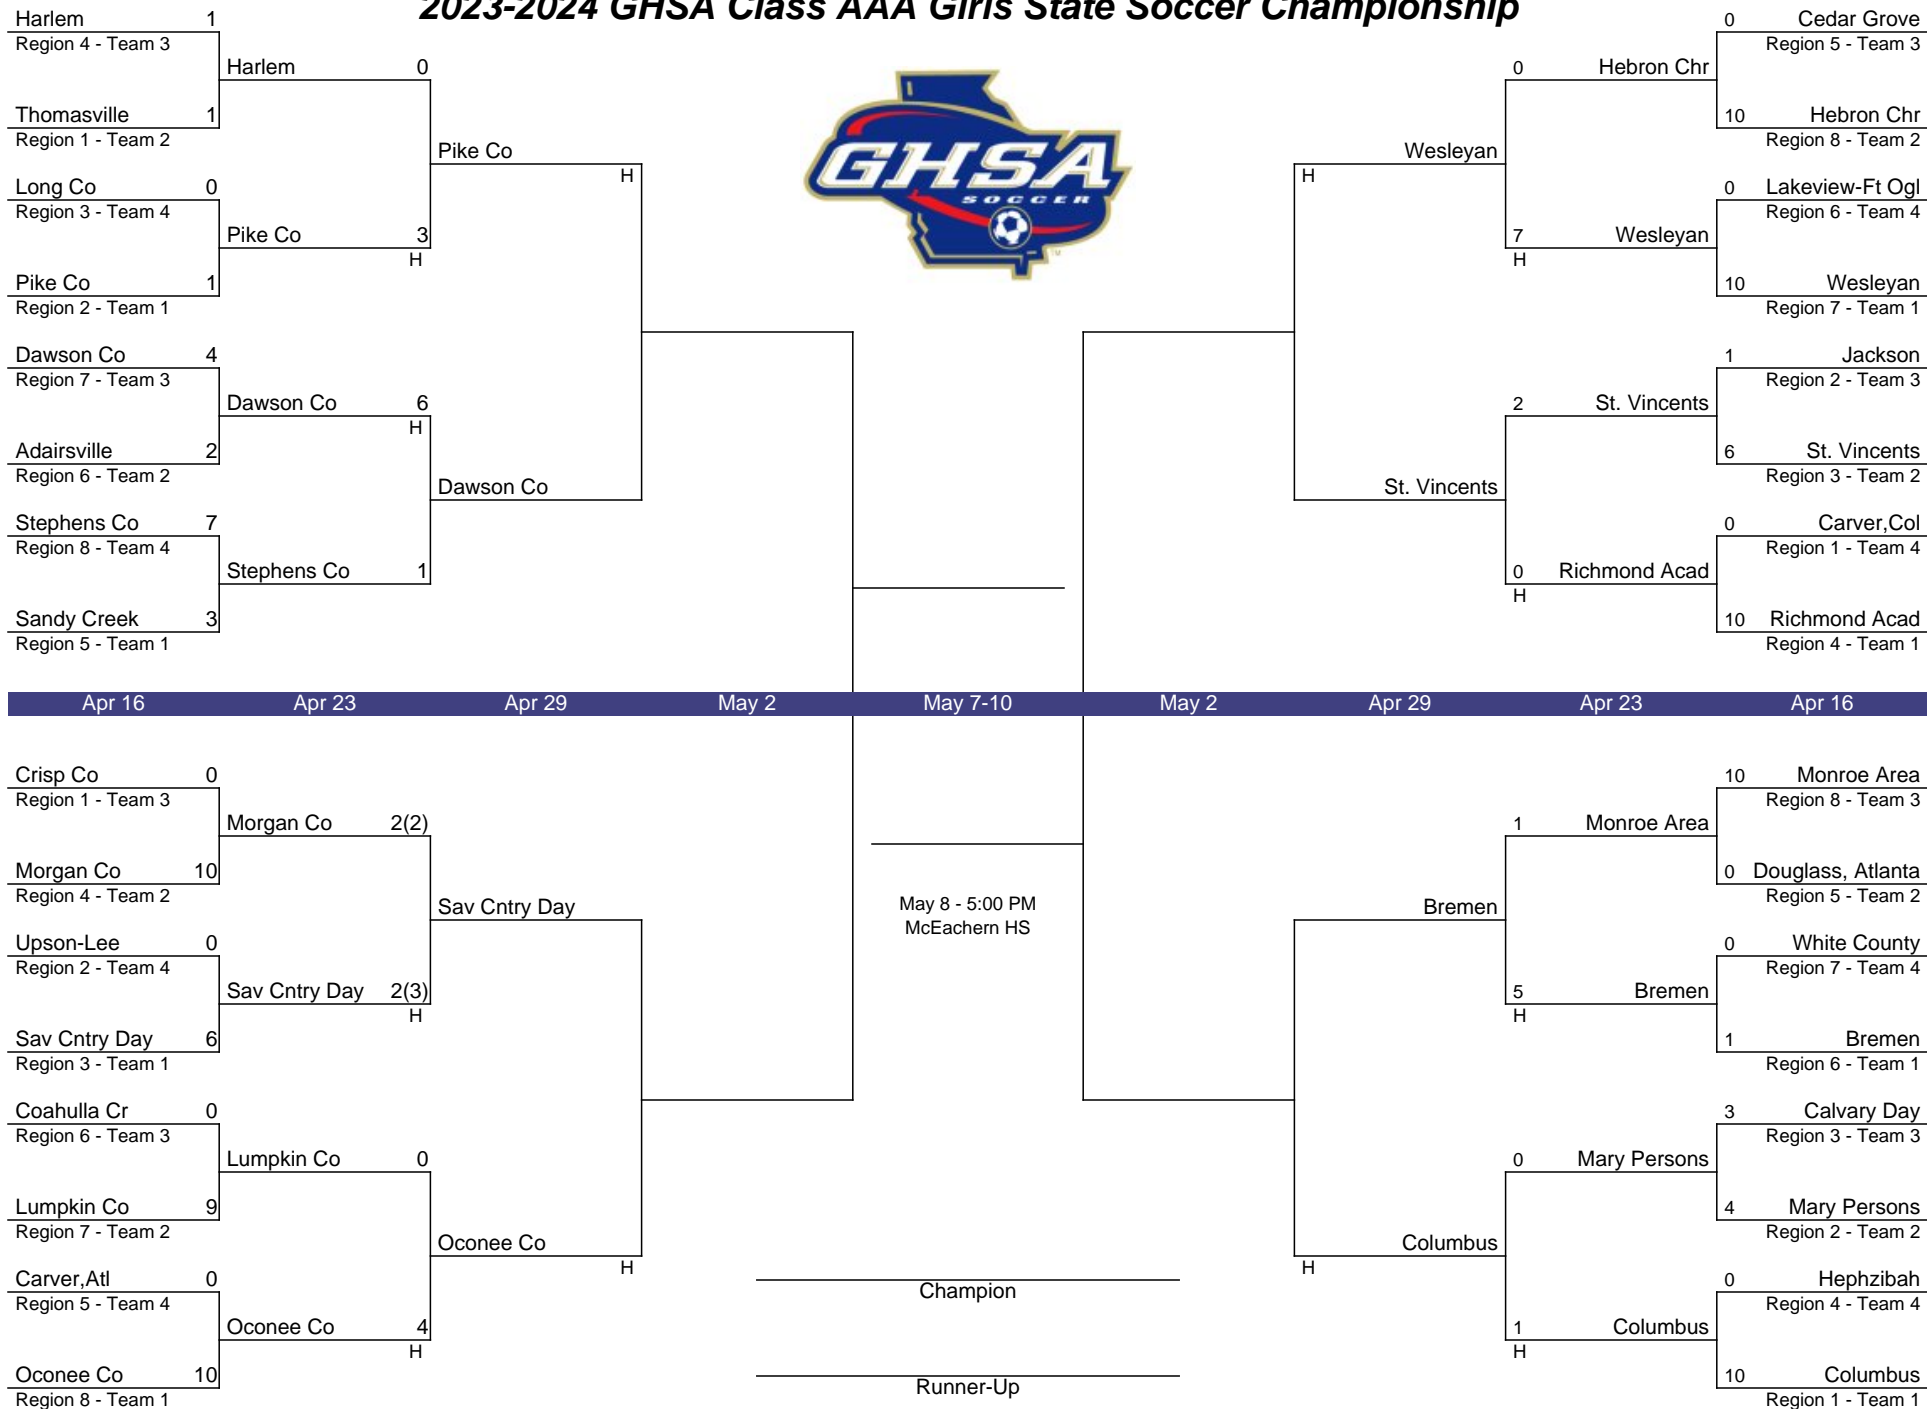 2023-2024 GHSA Class AAA Girls State Soccer Championship
Harlem 1
Region 4 - Team 3
Thomasville 1
Region 1 - Team 2
Long Co 0
Region 3 - Team 4
Pike Co 1
Region 2 - Team 1
Dawson Co 4
Region 7 - Team 3
Adairsville 2
Region 6 - Team 2
Stephens Co 7
Region 8 - Team 4
Sandy Creek 3
Region 5 - Team 1
Harlem 0
Pike Co 3
H
Dawson Co 6
H
Stephens Co 1
Pike Co
H
Dawson Co
GHSA
SOCCER
TM
Wesleyan
H
St. Vincents
0 Hebron Chr
7 Wesleyan
H
2 St. Vincents
0 Richmond Acad
H
0 Cedar Grove
Region 5 - Team 3
10 Hebron Chr
Region 8 - Team 2
0 Lakeview-Ft Ogl
Region 6 - Team 4
10 Wesleyan
Region 7 - Team 1
1 Jackson
Region 2 - Team 3
6 St. Vincents
Region 3 - Team 2
0 Carver,Col
Region 1 - Team 4
10 Richmond Acad
Region 4 - Team 1
Apr 16 Apr 23 Apr 29 May 2 May 7-10 May 2 Apr 29 Apr 23 Apr 16
Crisp Co 0
Region 1 - Team 3
Morgan Co 10
Region 4 - Team 2
Upson-Lee 0
Region 2 - Team 4
Sav Cntry Day 6
Region 3 - Team 1
Coahulla Cr 0
Region 6 - Team 3
Lumpkin Co 9
Region 7 - Team 2
Carver,Atl 0
Region 5 - Team 4
Oconee Co 10
Region 8 - Team 1
Morgan Co 2(2)
Sav Cntry Day 2(3)
H
Lumpkin Co 0
Oconee Co 4
H
Sav Cntry Day
Oconee Co
H
May 8 - 5:00 PM
McEachern HS
Champion
Runner-Up
Bremen
Columbus
H
1 Monroe Area
5 Bremen
H
0 Mary Persons
1 Columbus
H
10 Monroe Area
Region 8 - Team 3
0 Douglass, Atlanta
Region 5 - Team 2
0 White County
Region 7 - Team 4
1 Bremen
Region 6 - Team 1
3 Calvary Day
Region 3 - Team 3
4 Mary Persons
Region 2 - Team 2
0 Hephzibah
Region 4 - Team 4
10 Columbus
Region 1 - Team 1